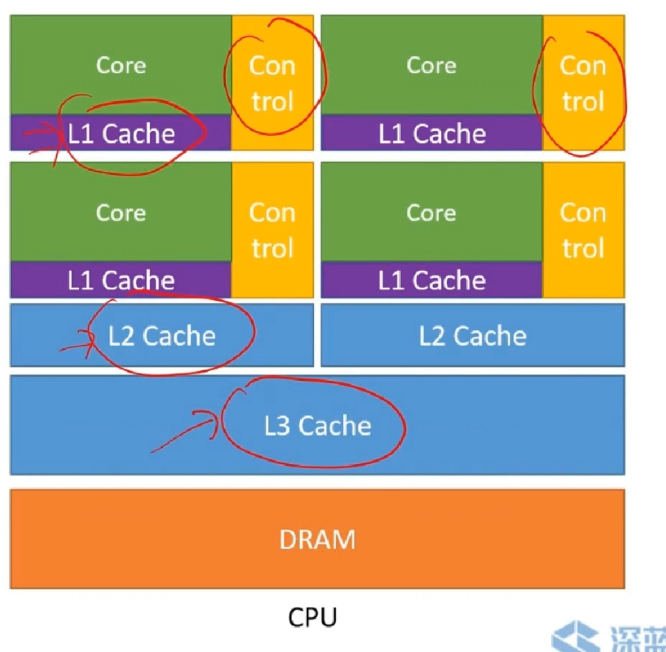 Core
Con
trol
L1 Cache
Core
Con
trol
L1 Cache
Core
Con
trol
L1 Cache
Core
Con
trol
L1 Cache
L2 Cache
L2 Cache
L3 Cache
DRAM
CPU
深蓝